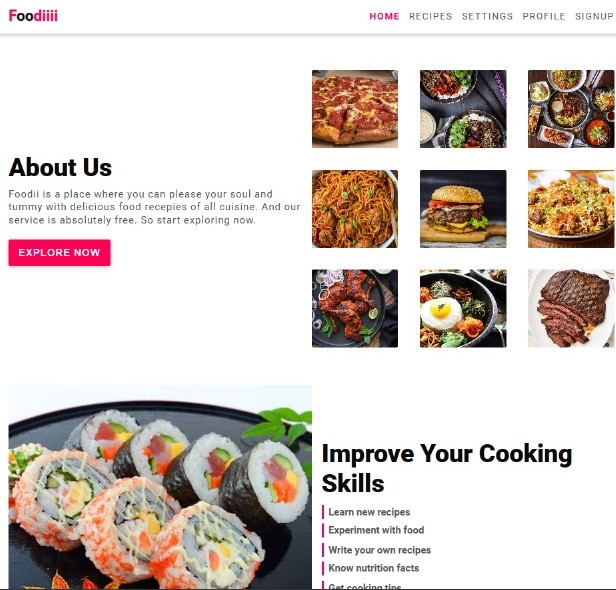 Foodiiii
HOME RECIPES SETTINGS PROFILE SIGNUP
About Us
Foodii is a place where you can please your soul and
tummy with delicious food recepies of all cuisine. And our
service is absolutely free. So start exploring now.
EXPLORE NOW
Improve Your Cooking
Skills
Learn new recipes
Experiment with food
Write your own recipes
Know nutrition facts
Get cooking tips